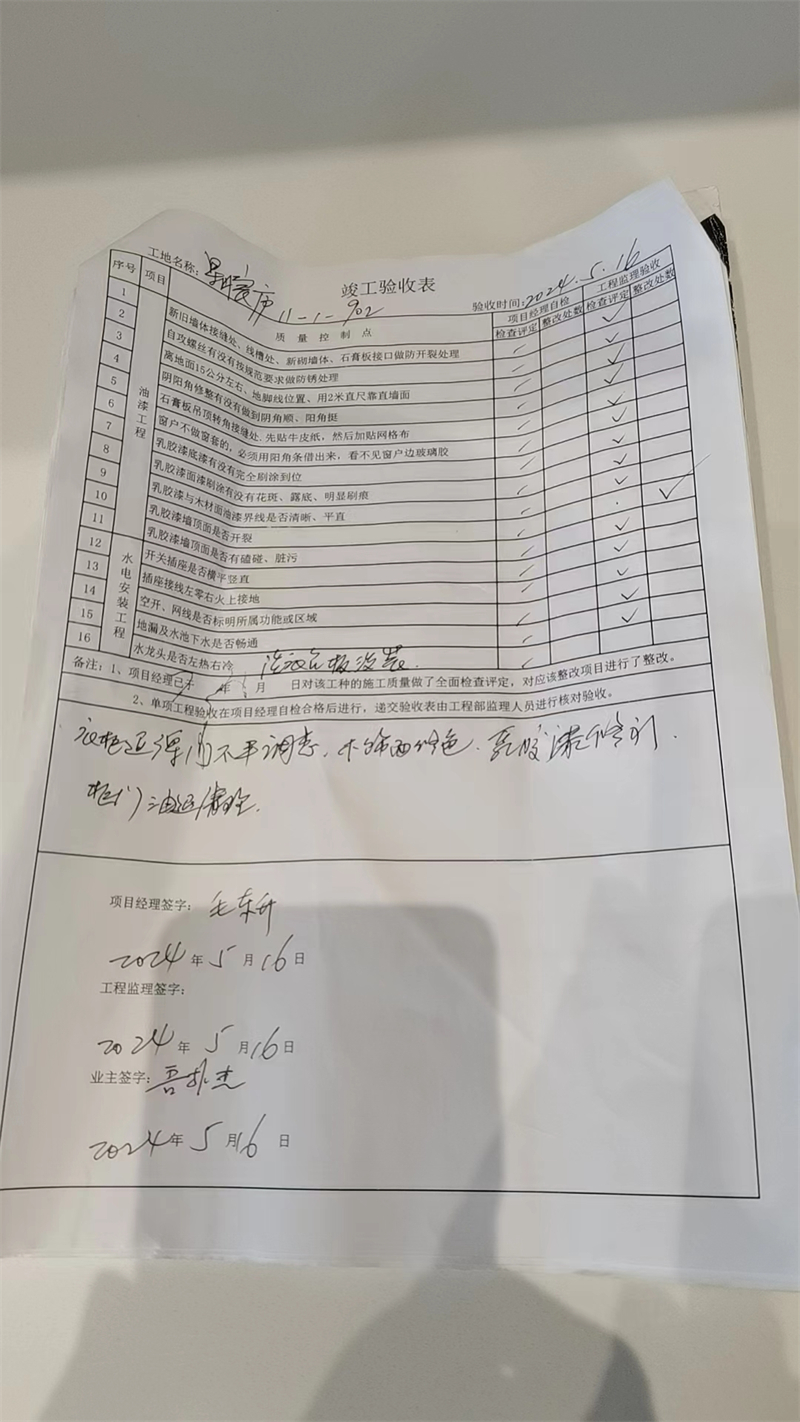 竣工验收表
工地名称: 11-1-902
验收时间: 2024.5.16
序号 项目 质量控制点 项目经理自检 工程监理验收
检查评定 整改处数 检查评定 整改处数
油漆工程
1 新旧墙体接缝处、线槽处、新砌墙体、石膏板接口做防开裂处理 ✓
2 自攻螺丝有没有按规范要求做防锈处理 ✓
3 离地面15公分左右、地脚线位置、用2米直尺靠直墙面 ✓
4 阴阳角修整有没有做到阴角顺、阳角挺 ✓
5 石膏板吊顶转角接缝处,先贴牛皮纸,然后加贴网格布 ✓
6 窗户不做窗套的,必须用阳角条借出来,看不见窗户边玻璃胶 ✓
7 乳胶漆底漆有没有完全刷涂到位 ✓
8 乳胶漆面漆刷涂有没有花斑、露底、明显刷痕 ✓
9 乳胶漆与木材面油漆界线是否清晰、平直 ✓
10 乳胶漆墙顶面是否开裂 ✓
11 乳胶漆墙顶面是否有磕碰、脏污 ✓
水电安装工程
12 开关插座是否横平竖直 ✓
13 插座接线左零右火上接地 ✓
14 空开、网线是否标明所属功能或区域 ✓
15 地漏及水池下水是否畅通 ✓
16 水龙头是否左热右冷 ✓
备注:1、项目经理已于 年 月 日对该工种的施工质量做了全面检查评定,对应该整改项目进行了整改。
2、单项工程验收在项目经理自检合格后进行,递交验收表由工程部监理人员进行核对验收。
项目经理签字: 毛东升
2024年5月16日
工程监理签字:
2024年5月16日
业主签字:
2024年5月16日